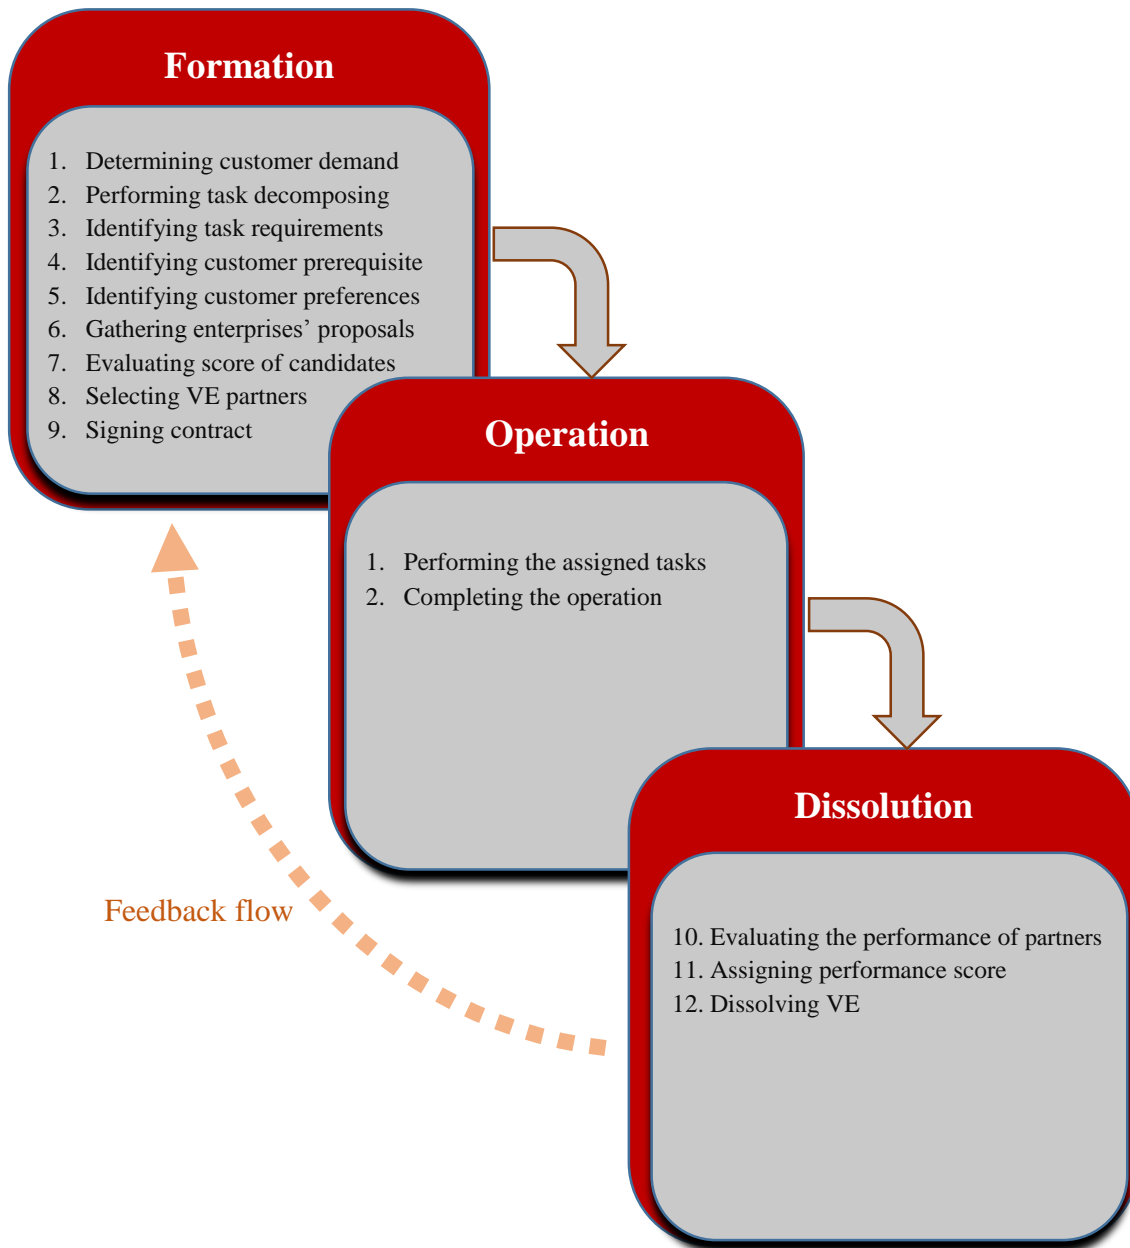 Formation
1. Determining customer demand
2. Performing task decomposing
3. Identifying task requirements
4. Identifying customer prerequisite
5. Identifying customer preferences
6. Gathering enterprises’ proposals
7. Evaluating score of candidates
8. Selecting VE partners
9. Signing contract
Operation
1. Performing the assigned tasks
2. Completing the operation
Dissolution
10. Evaluating the performance of partners
11. Assigning performance score
12. Dissolving VE
Feedback flow